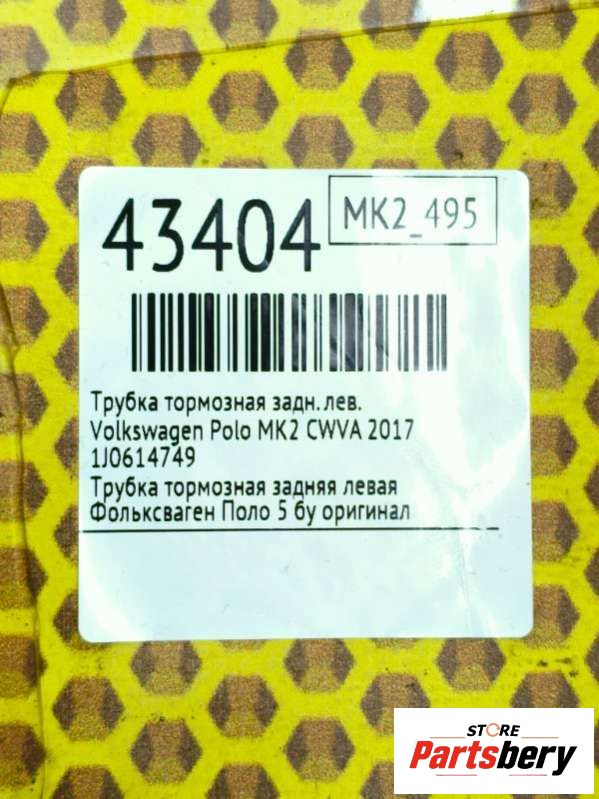 43404
MK2_495
Трубка тормозная задн.лев.
Volkswagen Polo MK2 CWVA 2017
1J0614749
Трубка тормозная задняя левая
Фольксваген Поло 5 бу оригинал
STORE
Partsbery